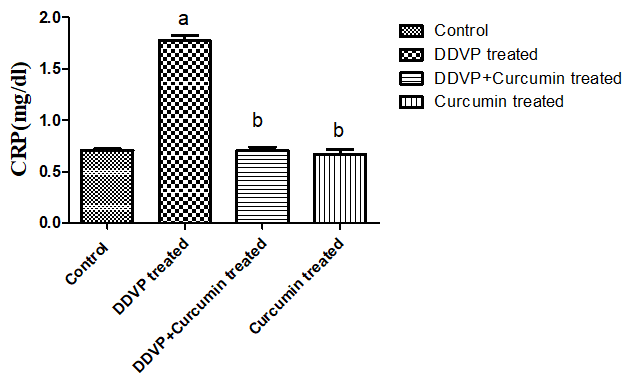 2.0
1.5
1.0
0.5
0.0
CRP(mg/dl)
a
b
b
Control
DDVP treated
DDVP+Curcumin treated
Curcumin treated
Control
DDVP treated
DDVP+Curcumin treated
Curcumin treated